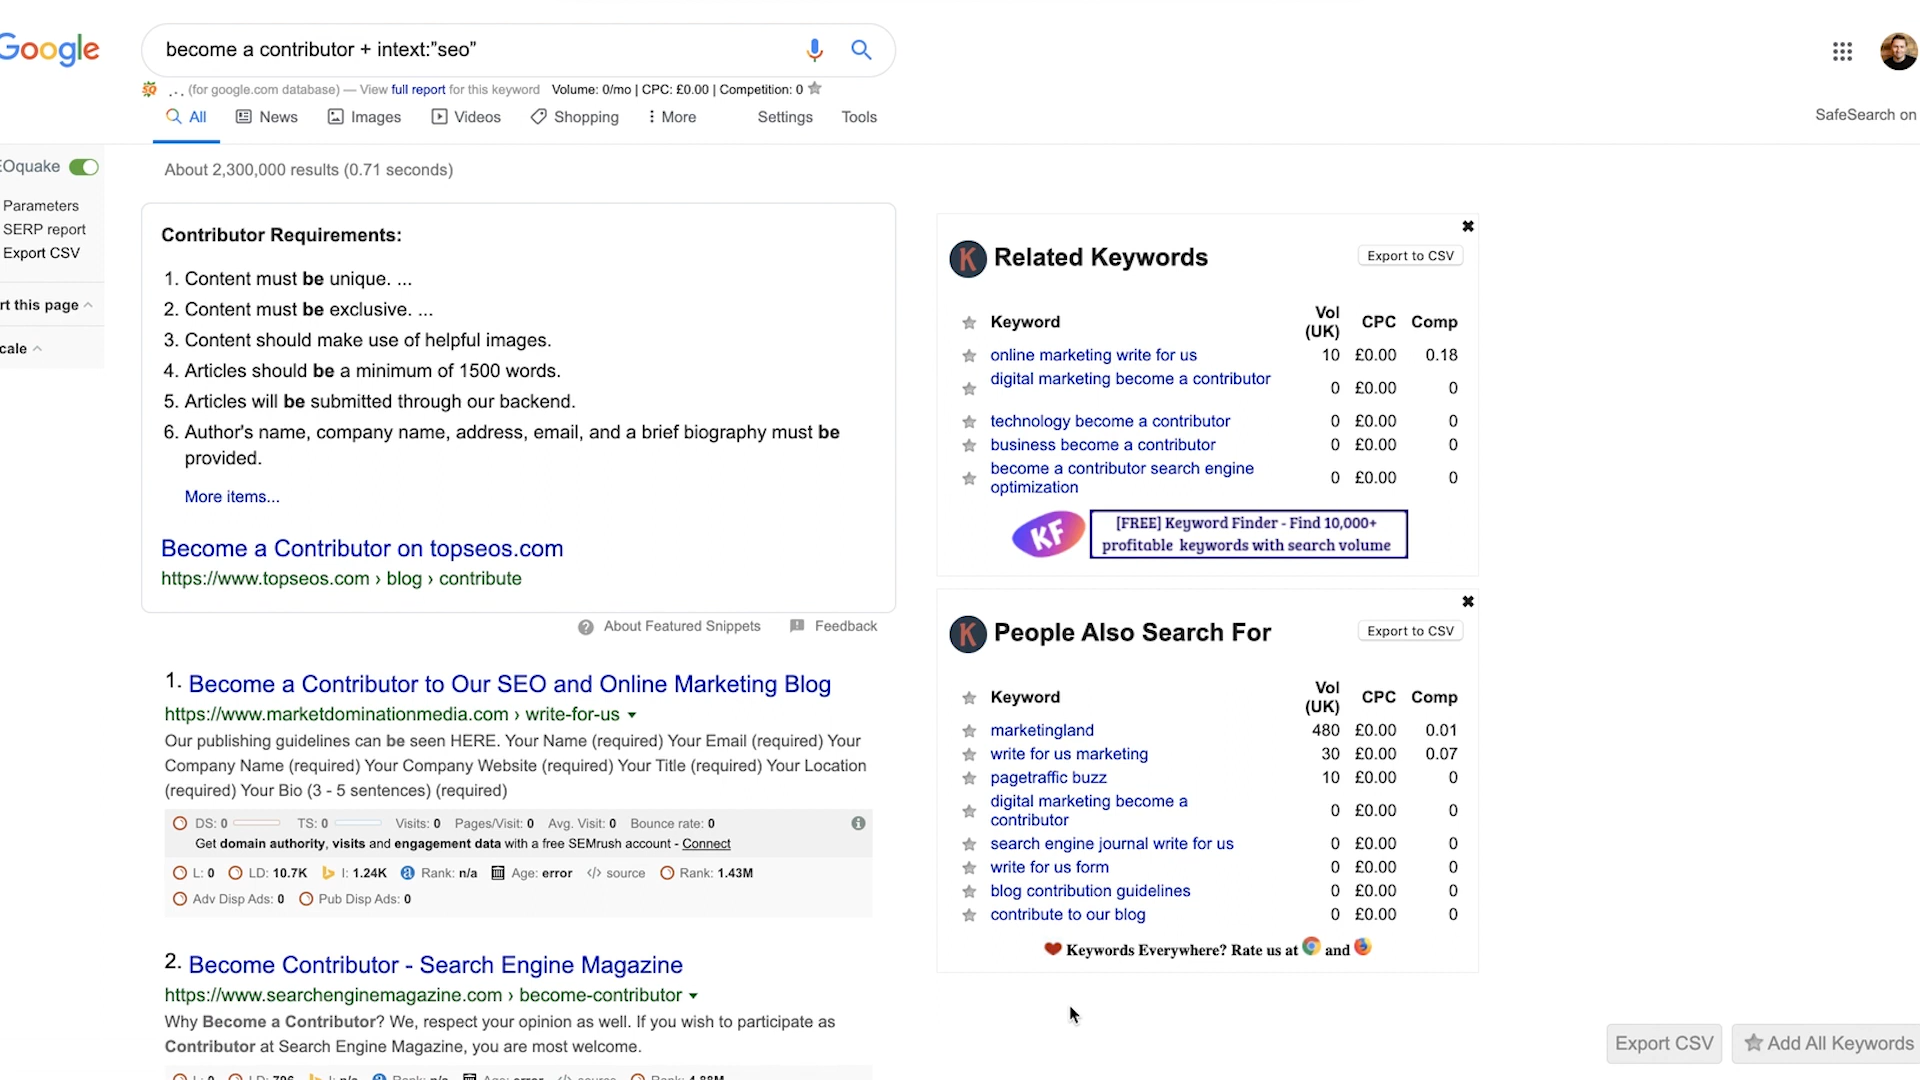 Google
become a contributor + intext:"seo"
... (for google.com database) — View full report for this keyword Volume: 0/mo | CPC: £0.00 | Competition: 0
All News Images Videos Shopping More Settings Tools
SafeSearch on
EOquake
Parameters
SERP report
Export CSV
rt this page
cale
About 2,300,000 results (0.71 seconds)
Contributor Requirements:
1. Content must be unique. ...
2. Content must be exclusive. ...
3. Content should make use of helpful images.
4. Articles should be a minimum of 1500 words.
5. Articles will be submitted through our backend.
6. Author's name, company name, address, email, and a brief biography must be
provided.
More items...
Become a Contributor on topseos.com
https://www.topseos.com › blog › contribute
About Featured Snippets Feedback
1. Become a Contributor to Our SEO and Online Marketing Blog
https://www.marketdominationmedia.com › write-for-us
Our publishing guidelines can be seen HERE. Your Name (required) Your Email (required) Your
Company Name (required) Your Company Website (required) Your Title (required) Your Location
(required) Your Bio (3 - 5 sentences) (required)
DS: 0 TS: 0 Visits: 0 Pages/Visit: 0 Avg. Visit: 0 Bounce rate: 0
Get domain authority, visits and engagement data with a free SEMrush account - Connect
L: 0 LD: 10.7K I: 1.24K Rank: n/a Age: error source Rank: 1.43M
Adv Disp Ads: 0 Pub Disp Ads: 0
2. Become Contributor - Search Engine Magazine
https://www.searchenginemagazine.com › become-contributor
Why Become a Contributor? We, respect your opinion as well. If you wish to participate as
Contributor at Search Engine Magazine, you are most welcome.
K Related Keywords Export to CSV
Keyword Vol (UK) CPC Comp
online marketing write for us 10 £0.00 0.18
digital marketing become a contributor 0 £0.00 0
technology become a contributor 0 £0.00 0
business become a contributor 0 £0.00 0
become a contributor search engine
optimization 0 £0.00 0
KF
[FREE] Keyword Finder - Find 10,000+
profitable keywords with search volume
K People Also Search For Export to CSV
Keyword Vol (UK) CPC Comp
marketingland 480 £0.00 0.01
write for us marketing 30 £0.00 0.07
pagetraffic buzz 10 £0.00 0
digital marketing become a
contributor 0 £0.00 0
search engine journal write for us 0 £0.00 0
write for us form 0 £0.00 0
blog contribution guidelines 0 £0.00 0
contribute to our blog 0 £0.00 0
Keywords Everywhere? Rate us at and
Export CSV Add All Keywords